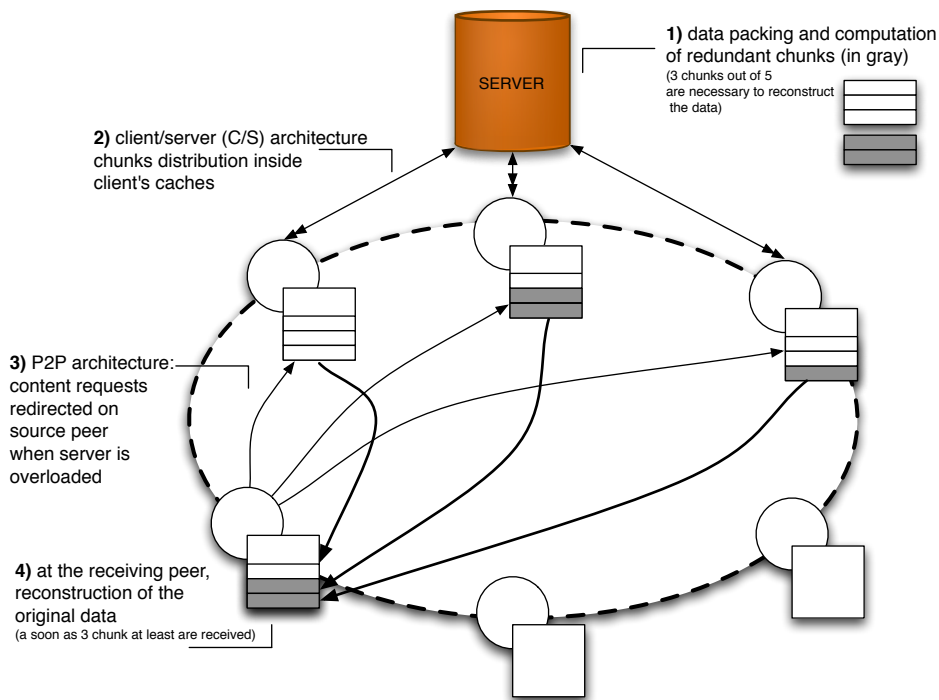 1) data packing and computation
of redundant chunks (in gray)
(3 chunks out of 5
are necessary to reconstruct
the data)
SERVER
2) client/server (C/S) architecture
chunks distribution inside
client's caches
3) P2P architecture:
content requests
redirected on
source peer
when server is
overloaded
4) at the receiving peer,
reconstruction of the
original data
(a soon as 3 chunk at least are received)